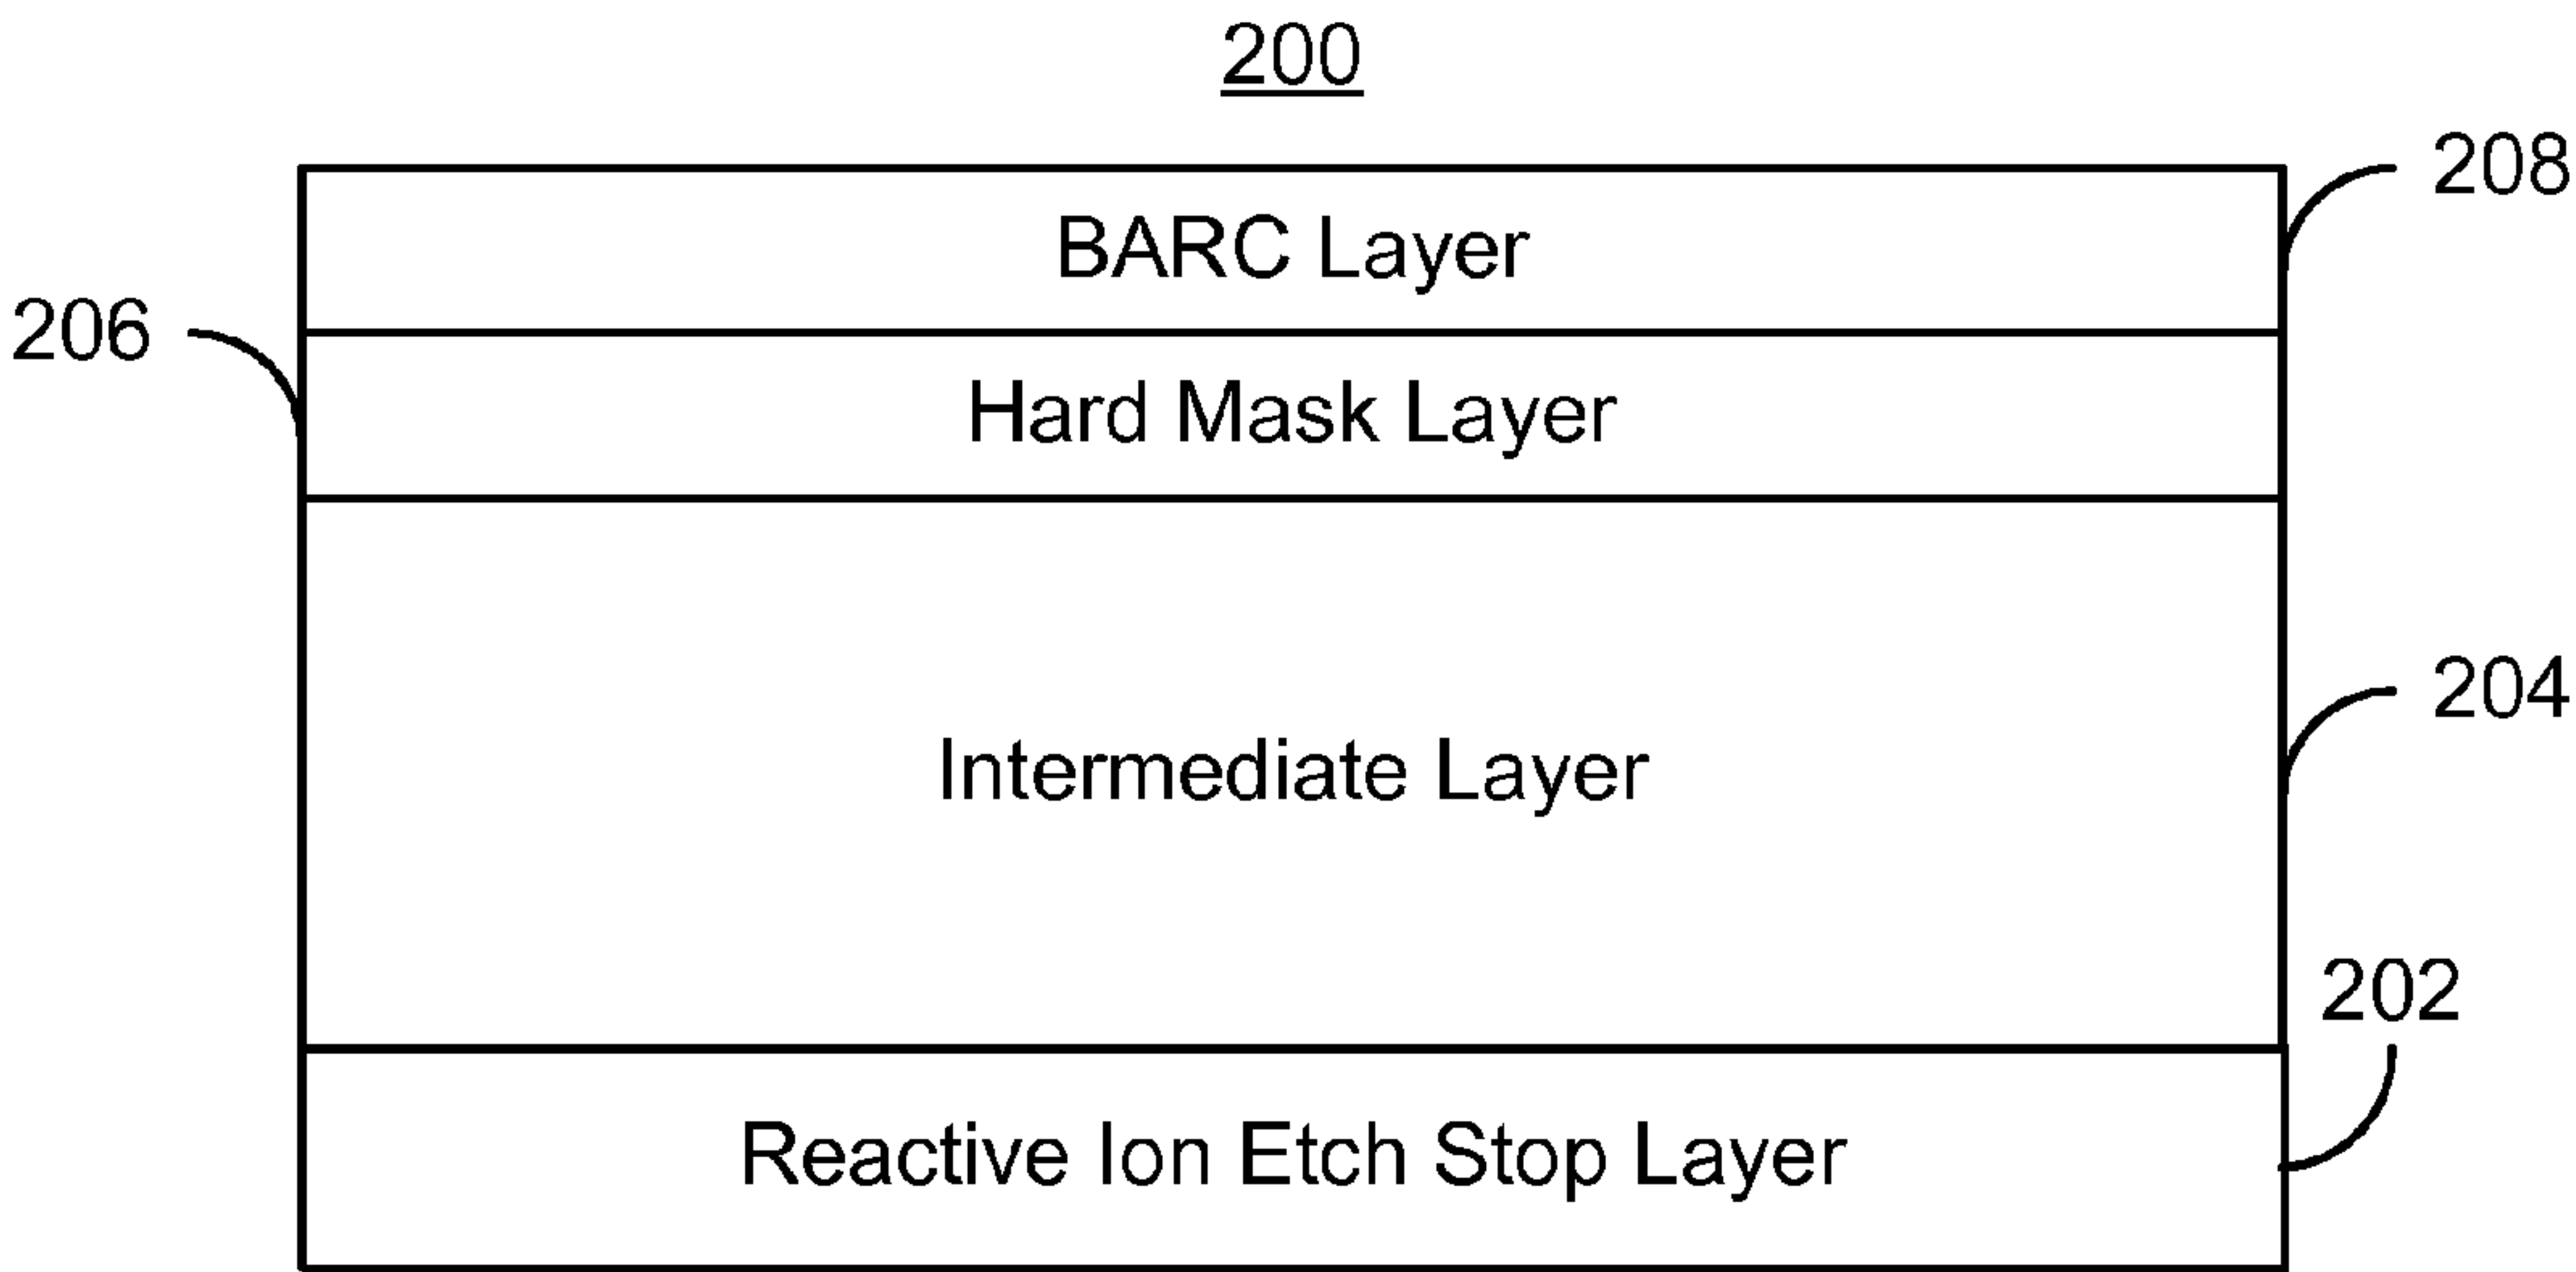 200
208
BARC Layer
206
Hard Mask Layer
204
Intermediate Layer
202
Reactive Ion Etch Stop Layer